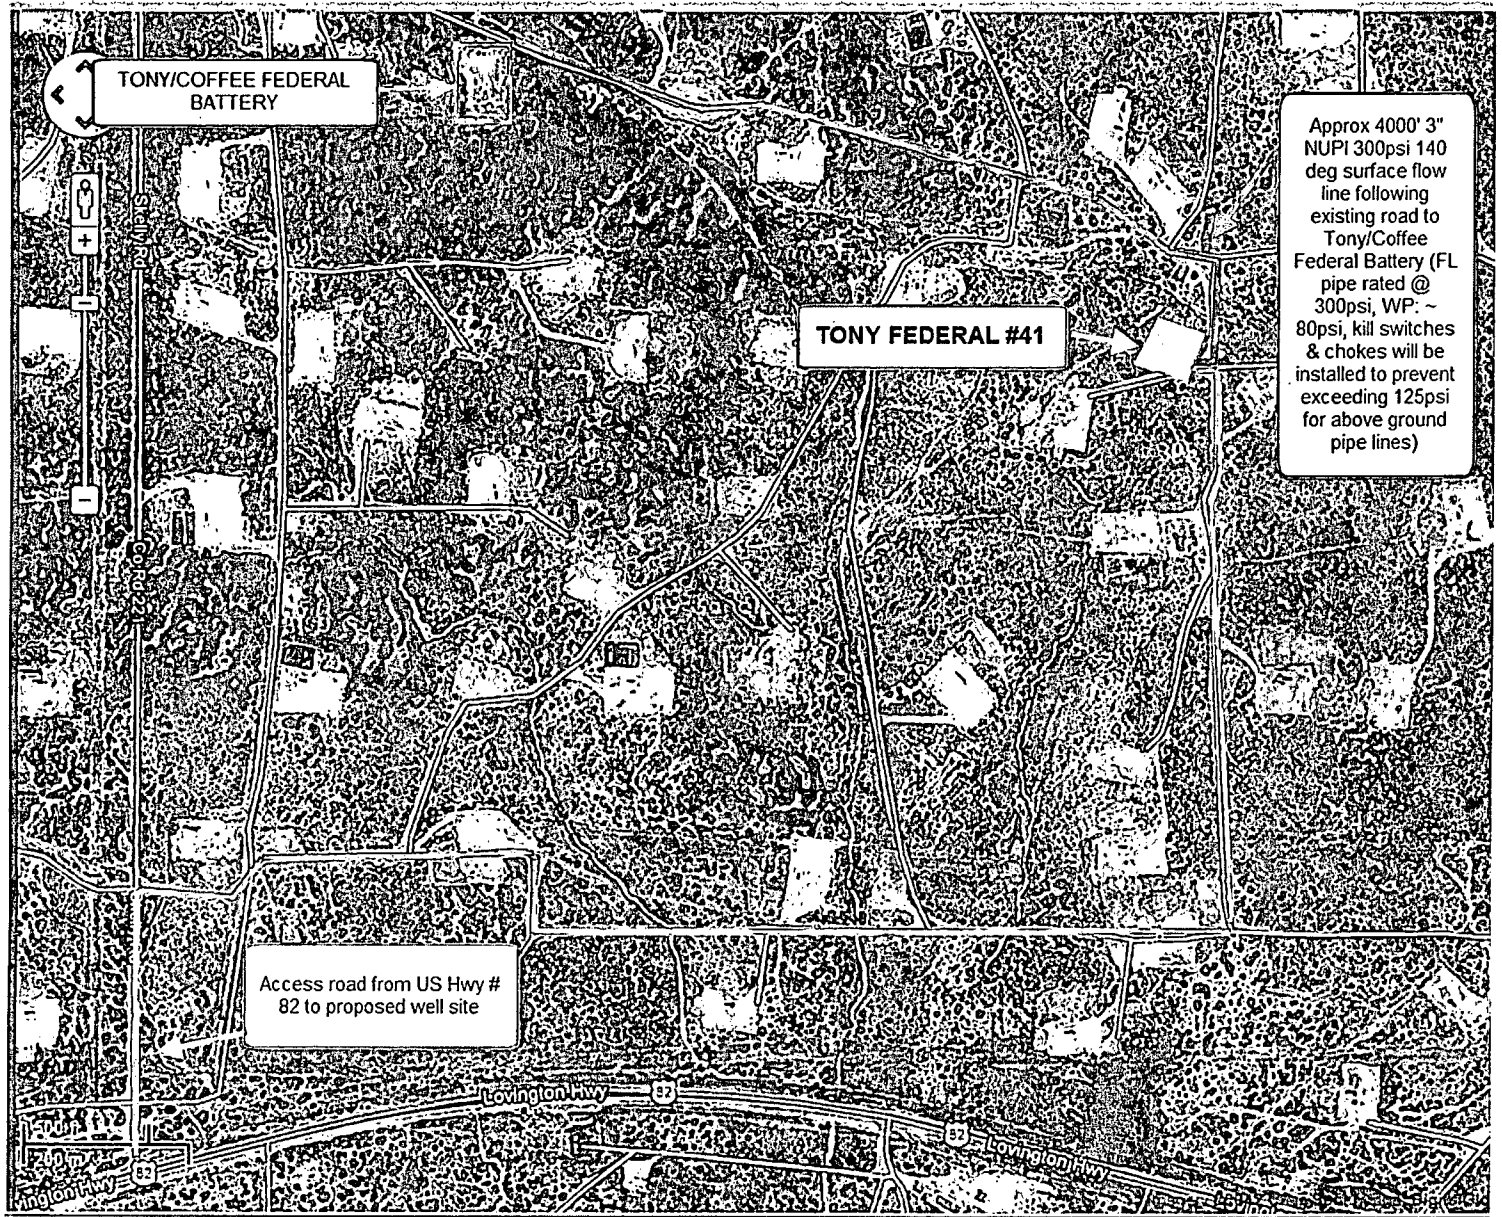 TONY/COFFEE FEDERAL
BATTERY
Approx 4000' 3"
NUPI 300psi 140
deg surface flow
line following
existing road to
Tony/Coffee
Federal Battery (FL
pipe rated @
300psi, WP: ~
80psi, kill switches
& chokes will be
installed to prevent
exceeding 125psi
for above ground
pipe lines)
TONY FEDERAL #41
Access road from US Hwy #
82 to proposed well site
Lovington Hwy
82
82
Lovington Hwy
82
ington Hwy